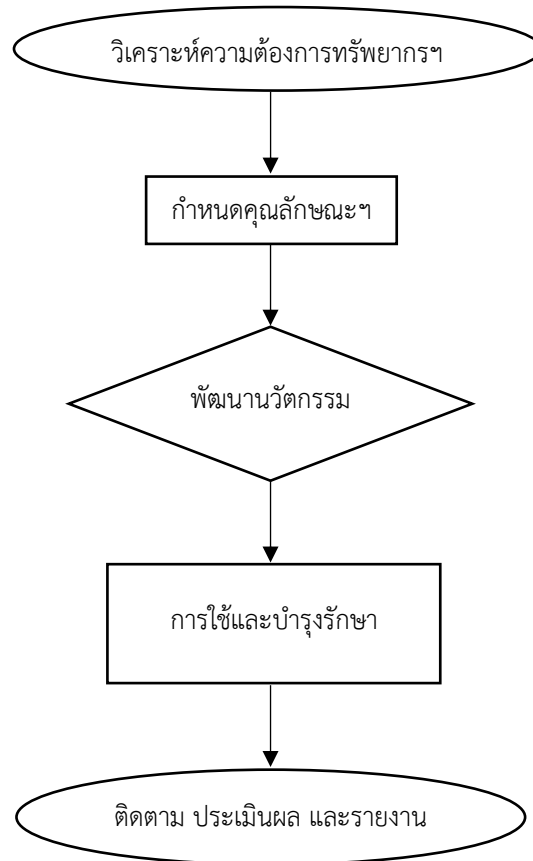 วิเคราะห์ความต้องการทรัพยากรฯ
กำหนดคุณลักษณะฯ
พัฒนานวัตกรรม
การใช้และบำรุงรักษา
ติดตาม ประเมินผล และรายงาน